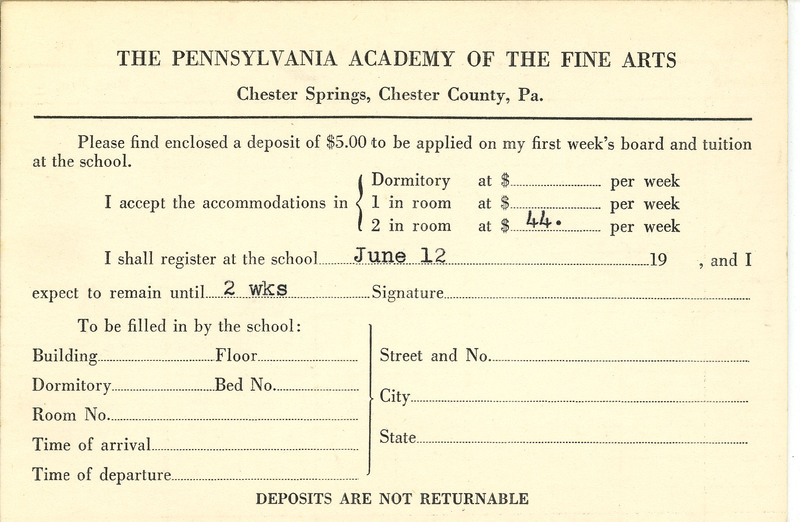 THE PENNSYLVANIA ACADEMY OF THE FINE ARTS
Chester Springs, Chester County, Pa.
Please find enclosed a deposit of $5.00 to be applied on my first week's board and tuition
at the school.
I accept the accommodations in
Dormitory at $ per week
1 in room at $ per week
2 in room at $ 44. per week
I shall register at the school June 12 19 , and I
expect to remain until 2 wks Signature
To be filled in by the school:
Building Floor
Dormitory Bed No.
Room No.
Time of arrival
Time of departure
Street and No.
City
State
DEPOSITS ARE NOT RETURNABLE